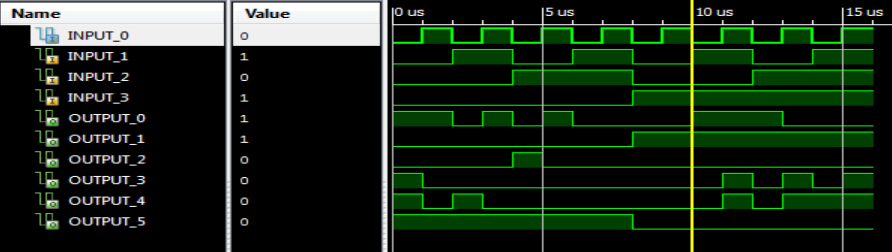 Name Value 0 us 5 us 10 us 15 us
INPUT_0 0
INPUT_1 1
INPUT_2 0
INPUT_3 1
OUTPUT_0 1
OUTPUT_1 1
OUTPUT_2 0
OUTPUT_3 0
OUTPUT_4 0
OUTPUT_5 0